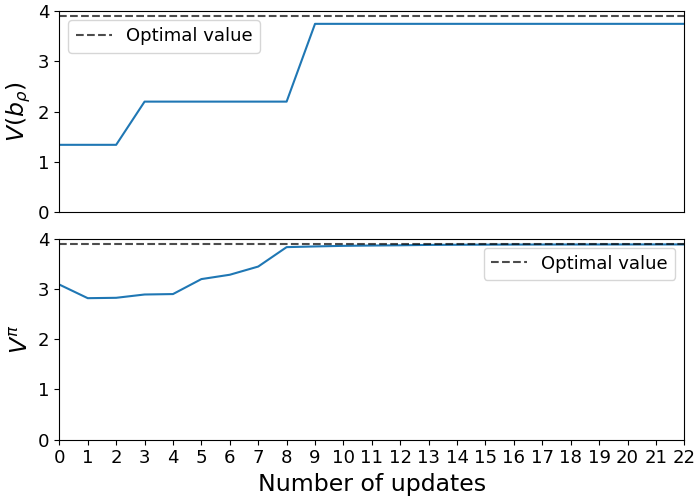 4
Optimal value
3
V(b_ρ)
2
1
0
4
Optimal value
3
V^π
2
1
0
0 1 2 3 4 5 6 7 8 9 10 11 12 13 14 15 16 17 18 19 20 21 22
Number of updates